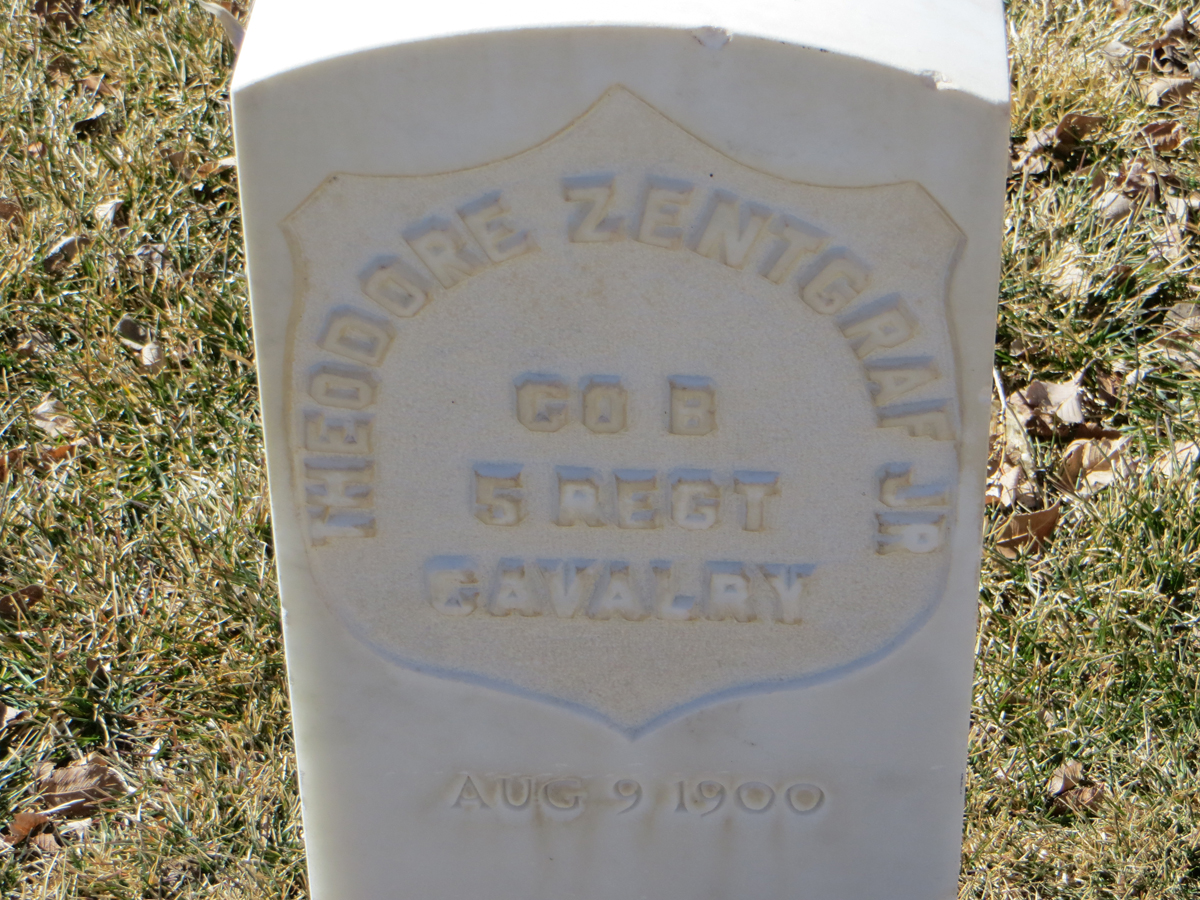 THEODORE ZENTGRAF JR
CO B
5 REGT
CAVALRY
AUG 9 1900